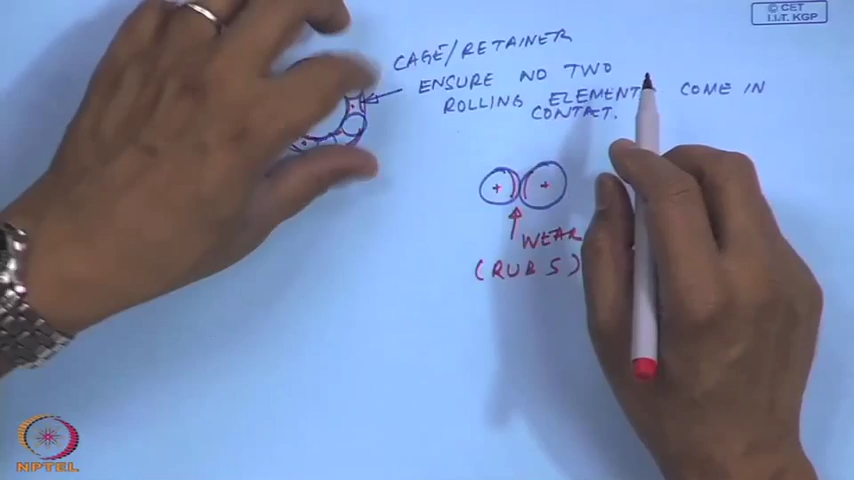 © CET
I.I.T. KGP
CAGE/RETAINER
ENSURE NO TWO
ROLLING ELEMENT COME IN
CONTACT.
WEAR
(RUBS)
NPTEL